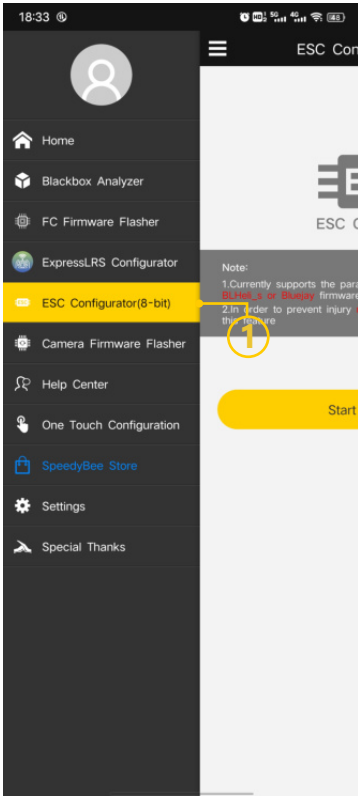 18:33
ESC Con
Home
Blackbox Analyzer
FC Firmware Flasher
ExpressLRS Configurator
ESC Configurator(8-bit)
Camera Firmware Flasher
Help Center
One Touch Configuration
SpeedyBee Store
Settings
Special Thanks
ESC C
Note:
1.Currently supports the para
BLHeli_s or Bluejay firmware
2.In order to prevent injury
this feature
1
Start